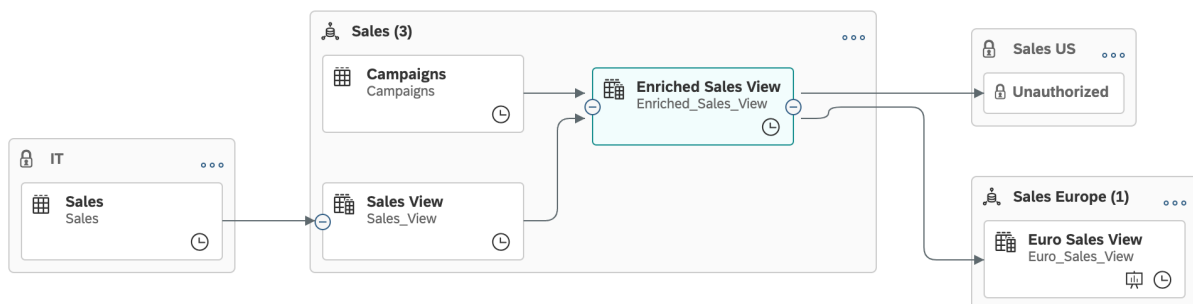 Sales (3)
Campaigns
Campaigns
Enriched Sales View
Enriched_Sales_View
Sales US
Unauthorized
IT
Sales
Sales
Sales View
Sales_View
Sales Europe (1)
Euro Sales View
Euro_Sales_View